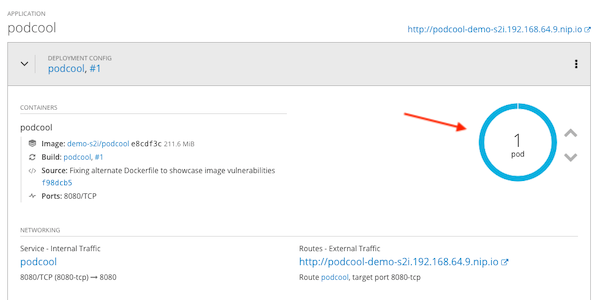 APPLICATION
podcool
http://podcool-demo-s2i.192.168.64.9.nip.io
DEPLOYMENT CONFIG
podcool, #1
CONTAINERS
podcool
Image: demo-s2i/podcool e8cdf3c 211.6 MiB
Build: podcool, #1
Source: Fixing alternate Dockerfile to showcase image vulnerabilities
f98dcb5
Ports: 8080/TCP
1
pod
NETWORKING
Service - Internal Traffic
podcool
8080/TCP (8080-tcp) → 8080
Routes - External Traffic
http://podcool-demo-s2i.192.168.64.9.nip.io
Route podcool, target port 8080-tcp